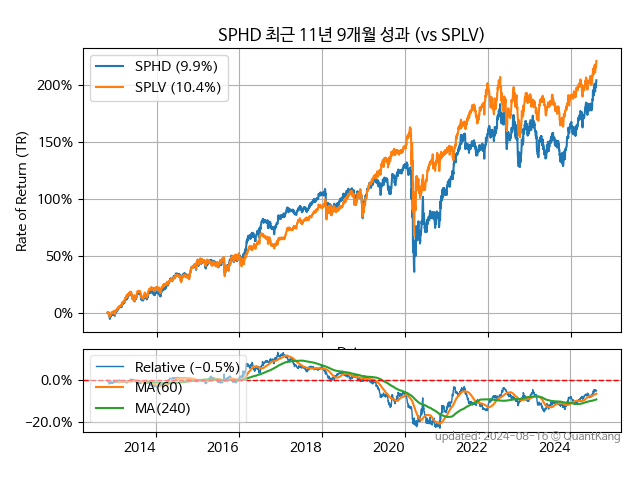 SPHD 최근 11년 9개월 성과 (vs SPLV)
SPHD (9.9%)
SPLV (10.4%)
Rate of Return (TR)
200%
150%
100%
50%
0%
Relative (−0.5%)
MA(60)
MA(240)
0.0%
−20.0%
2014
2016
2018
2020
2022
2024
updated: 2024-08-16 © QuantKang